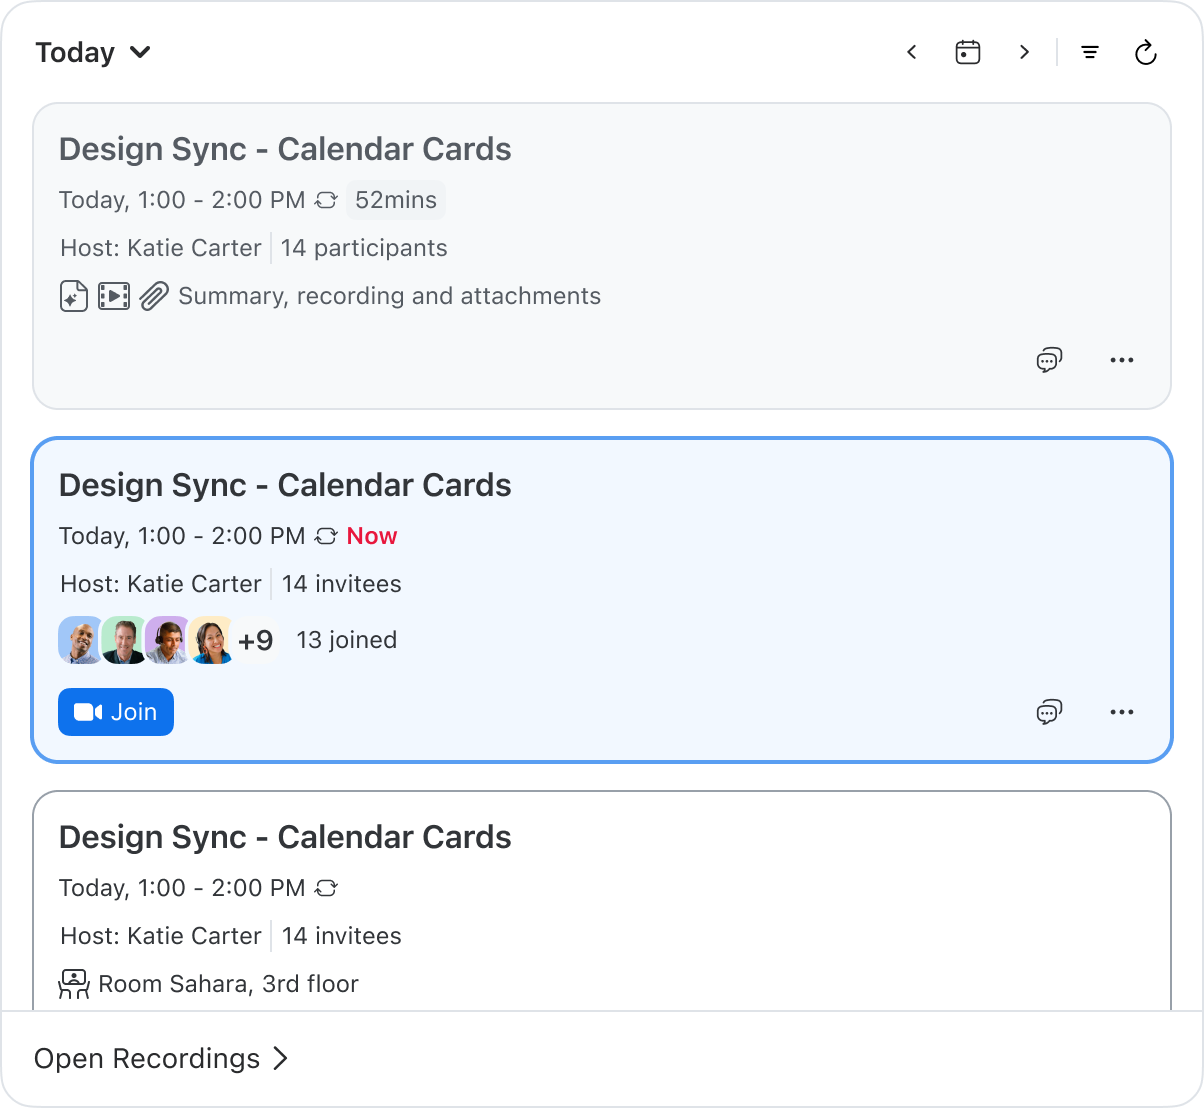 Today
Design Sync - Calendar Cards
Today, 1:00 - 2:00 PM 52mins
Host: Katie Carter 14 participants
Summary, recording and attachments
Design Sync - Calendar Cards
Today, 1:00 - 2:00 PM Now
Host: Katie Carter 14 invitees
+9 13 joined
Join
Design Sync - Calendar Cards
Today, 1:00 - 2:00 PM
Host: Katie Carter 14 invitees
Room Sahara, 3rd floor
Open Recordings